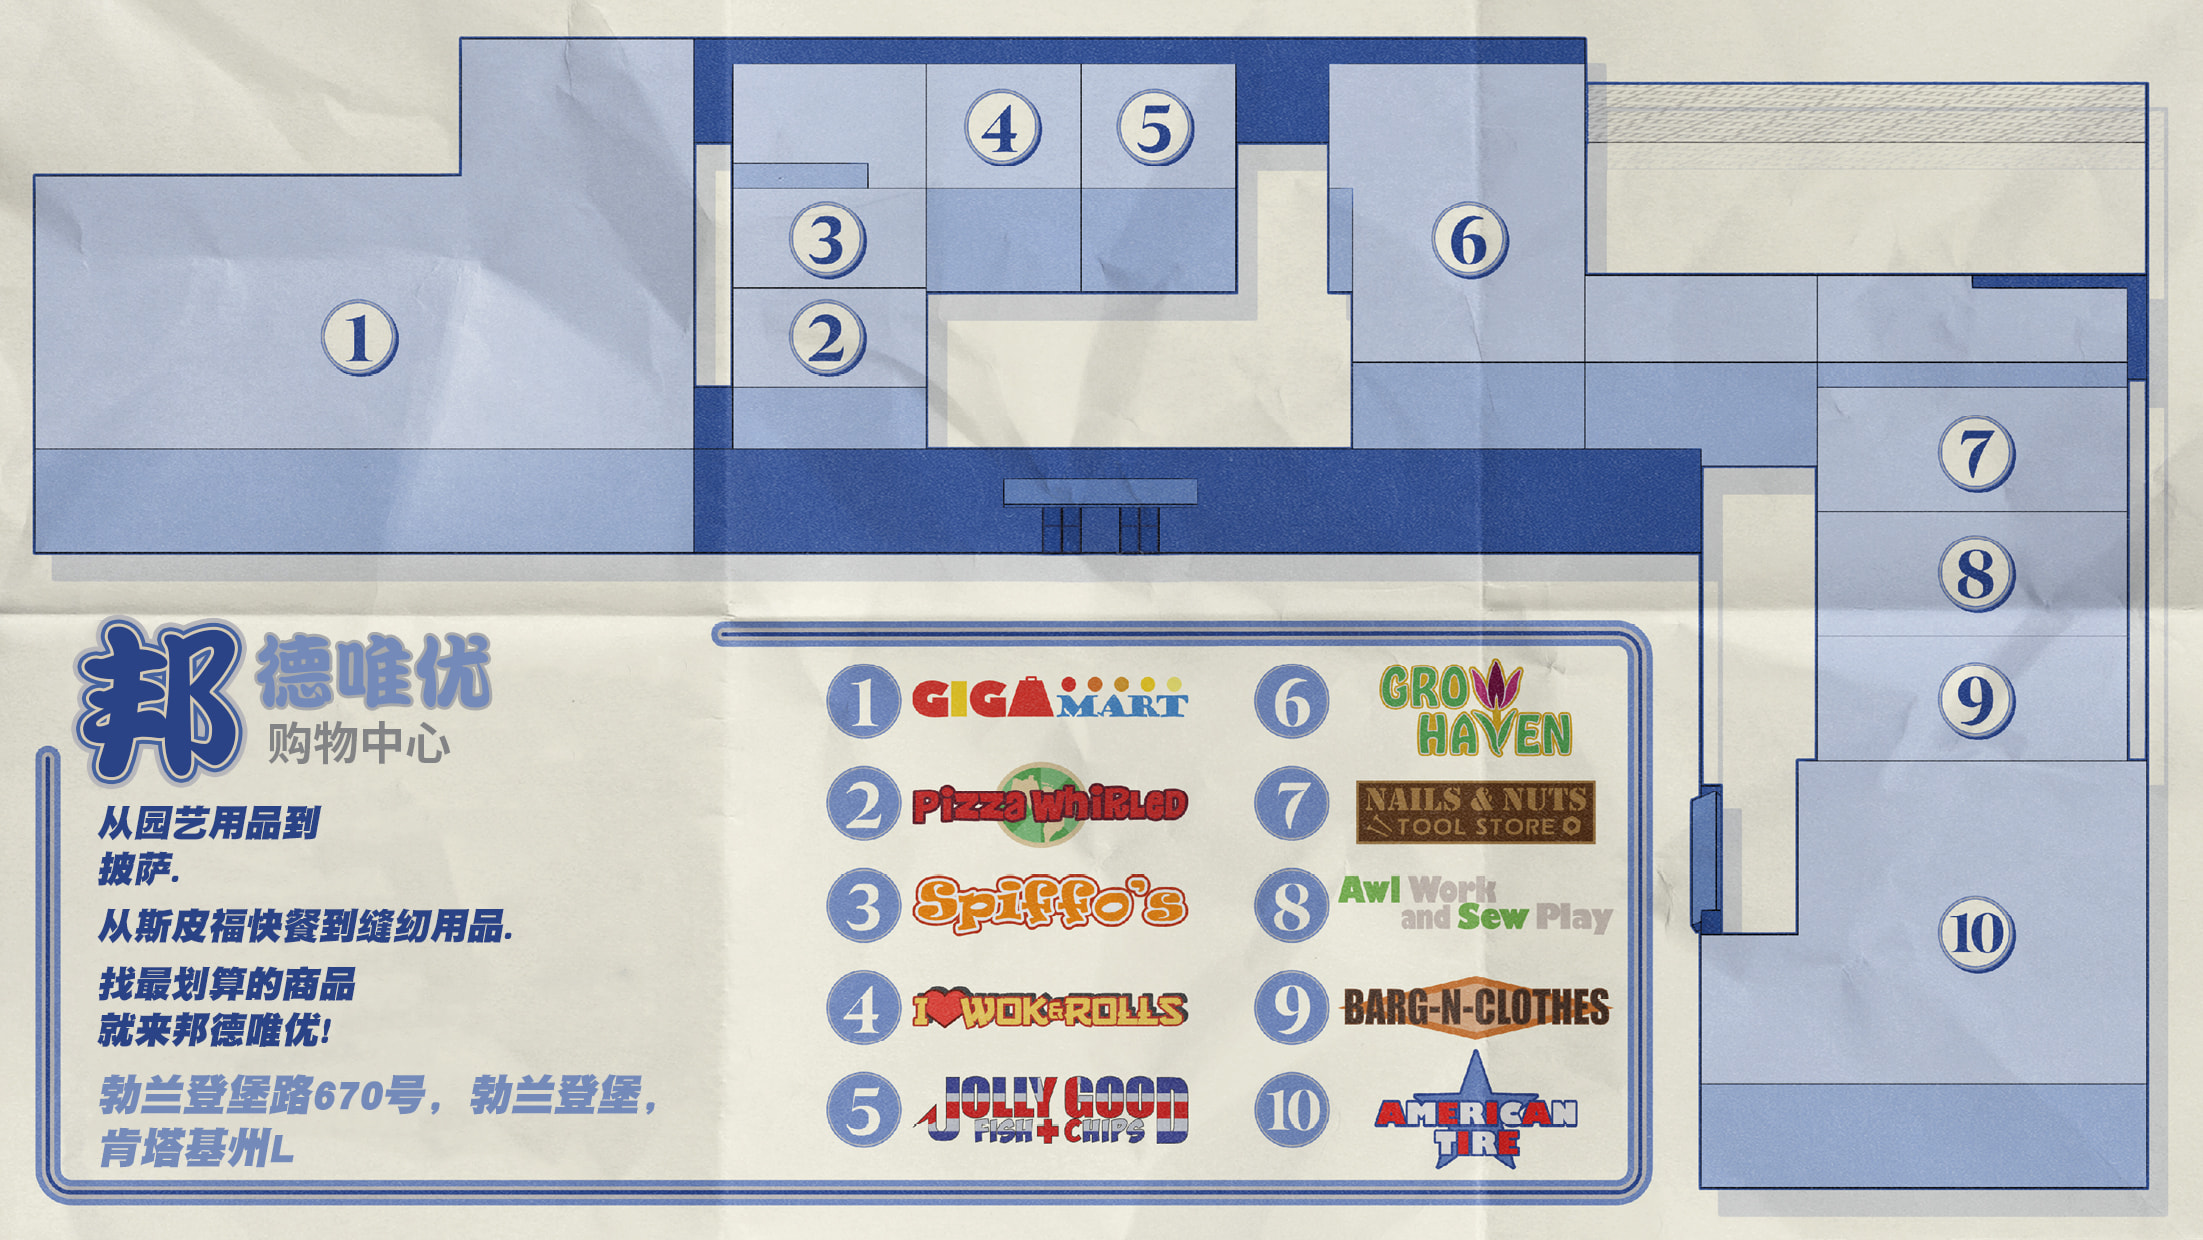 4
5
3
6
2
1
7
8
9
10
邦德唯优
购物中心
从园艺用品到
披萨.
从斯皮福快餐到缝纫用品.
找最划算的商品
就来邦德唯优!
勃兰登堡路670号，勃兰登堡，
肯塔基州L
1 GIGA MART
2 Pizza Whirled
3 Spiffo's
4 I WOK & ROLLS
5 JOLLY GOOD
FISH + CHIPS
6 GROW
HAVEN
7 NAILS & NUTS
TOOL STORE
8 Awl Work
and Sew Play
9 BARG-N-CLOTHES
10 AMERICAN
TIRE